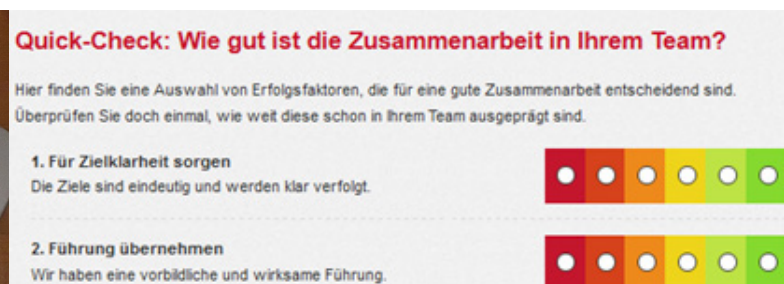 Quick-Check: Wie gut ist die Zusammenarbeit in Ihrem Team?
Hier finden Sie eine Auswahl von Erfolgsfaktoren, die für eine gute Zusammenarbeit entscheidend sind.
Überprüfen Sie doch einmal, wie weit diese schon in Ihrem Team ausgeprägt sind.
1. Für Zielklarheit sorgen
Die Ziele sind eindeutig und werden klar verfolgt.
2. Führung übernehmen
Wir haben eine vorbildliche und wirksame Führung.